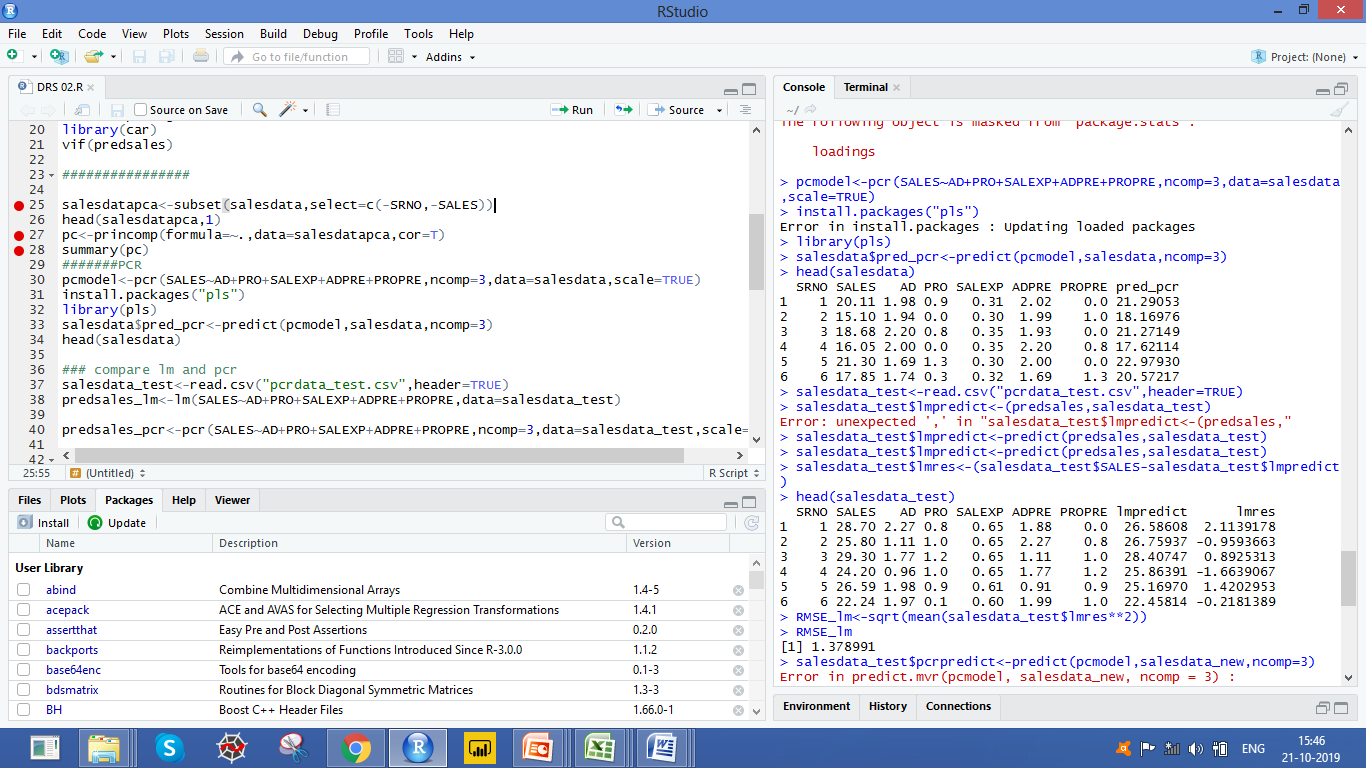 RStudio
File Edit Code View Plots Session Build Debug Profile Tools Help
Go to file/function Addins Project: (None)
DRS 02.R
Source on Save Run Source
20 library(car)
21 vif(predsales)
22
23 ################
24
25 salesdatapca<-subset(salesdata,select=c(-SRNO,-SALES))
26 head(salesdatapca,1)
27 pc<-princomp(formula=~.,data=salesdatapca,cor=T)
28 summary(pc)
29 #######PCR
30 pcmodel<-pcr(SALES~AD+PRO+SALEXP+ADPRE+PROPRE,ncomp=3,data=salesdata,scale=TRUE)
31 install.packages("pls")
32 library(pls)
33 salesdata$pred_pcr<-predict(pcmodel,salesdata,ncomp=3)
34 head(salesdata)
35
36 ### compare lm and pcr
37 salesdata_test<-read.csv("pcrdata_test.csv",header=TRUE)
38 predsales_lm<-lm(SALES~AD+PRO+SALEXP+ADPRE+PROPRE,data=salesdata_test)
39
40 predsales_pcr<-pcr(SALES~AD+PRO+SALEXP+ADPRE+PROPRE,ncomp=3,data=salesdata_test,scale=
41
42
25:55 # (Untitled) R Script
Files Plots Packages Help Viewer
Install Update
Name Description Version
User Library
abind Combine Multidimensional Arrays 1.4-5
acepack ACE and AVAS for Selecting Multiple Regression Transformations 1.4.1
assertthat Easy Pre and Post Assertions 0.2.0
backports Reimplementations of Functions Introduced Since R-3.0.0 1.1.2
base64enc Tools for base64 encoding 0.1-3
bdsmatrix Routines for Block Diagonal Symmetric Matrices 1.3-3
BH Boost C++ Header Files 1.66.0-1
Console Terminal
~/
The following object is masked from 'package:stats':
loadings
> pcmodel<-pcr(SALES~AD+PRO+SALEXP+ADPRE+PROPRE,ncomp=3,data=salesdata
,scale=TRUE)
> install.packages("pls")
Error in install.packages : Updating loaded packages
> library(pls)
> salesdata$pred_pcr<-predict(pcmodel,salesdata,ncomp=3)
> head(salesdata)
SRNO SALES AD PRO SALEXP ADPRE PROPRE pred_pcr
1 1 20.11 1.98 0.9 0.31 2.02 0.0 21.29053
2 2 15.10 1.94 0.0 0.30 1.99 1.0 18.16976
3 3 18.68 2.20 0.8 0.35 1.93 0.0 21.27149
4 4 16.05 2.00 0.0 0.35 2.20 0.8 17.62114
5 5 21.30 1.69 1.3 0.30 2.00 0.0 22.97930
6 6 17.85 1.74 0.3 0.32 1.69 1.3 20.57217
> salesdata_test<-read.csv("pcrdata_test.csv",header=TRUE)
> salesdata_test$lmpredict<-(predsales,salesdata_test)
Error: unexpected ',' in "salesdata_test$lmpredict<-(predsales,"
> salesdata_test$lmpredict<-predict(predsales,salesdata_test)
> salesdata_test$lmpredict<-predict(predsales,salesdata_test)
> salesdata_test$lmres<-(salesdata_test$SALES-salesdata_test$lmpredict
)
> head(salesdata_test)
SRNO SALES AD PRO SALEXP ADPRE PROPRE lmpredict lmres
1 1 28.70 2.27 0.8 0.65 1.88 0.0 26.58608 2.1139178
2 2 25.80 1.11 1.0 0.65 2.27 0.8 26.75937 -0.9593663
3 3 29.30 1.77 1.2 0.65 1.11 1.0 28.40747 0.8925313
4 4 24.20 0.96 1.0 0.65 1.77 1.2 25.86391 -1.6639067
5 5 26.59 1.98 0.9 0.61 0.91 0.9 25.16970 1.4202953
6 6 22.24 1.97 0.1 0.60 1.99 1.0 22.45814 -0.2181389
> RMSE_lm<-sqrt(mean(salesdata_test$lmres**2))
> RMSE_lm
[1] 1.378991
> salesdata_test$pcrpredict<-predict(pcmodel,salesdata_new,ncomp=3)
Error in predict.mvr(pcmodel, salesdata_new, ncomp = 3) :
Environment History Connections
ENG 15:46
21-10-2019